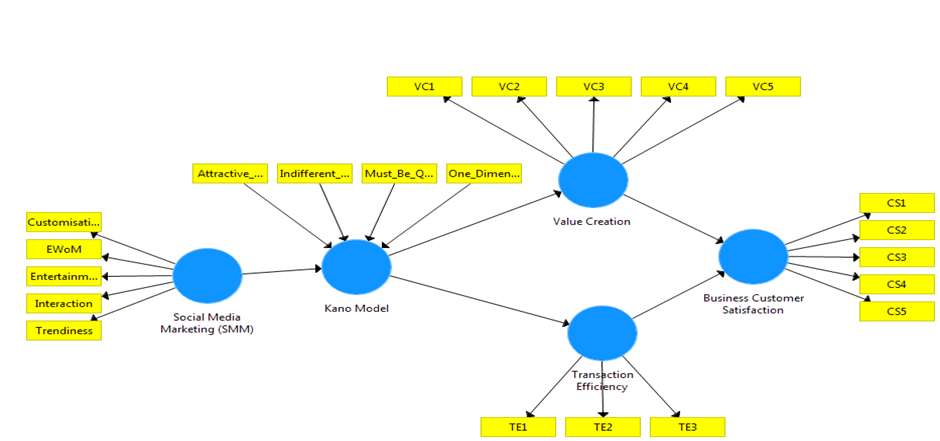 VC1 VC2 VC3 VC4 VC5
Attractive_... Indifferent_... Must_Be_Q... One_Dimen...
Value Creation
Customisati...
EWoM
Entertainm...
Interaction
Trendiness
Social Media
Marketing (SMM)
Kano Model
CS1
CS2
CS3
CS4
CS5
Business Customer
Satisfaction
Transaction
Efficiency
TE1 TE2 TE3